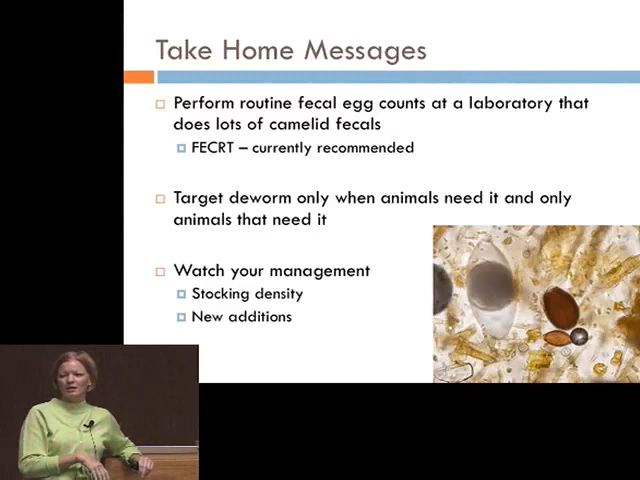 Take Home Messages
Perform routine fecal egg counts at a laboratory that
does lots of camelid fecals
FECRT – currently recommended
Target deworm only when animals need it and only
animals that need it
Watch your management
Stocking density
New additions